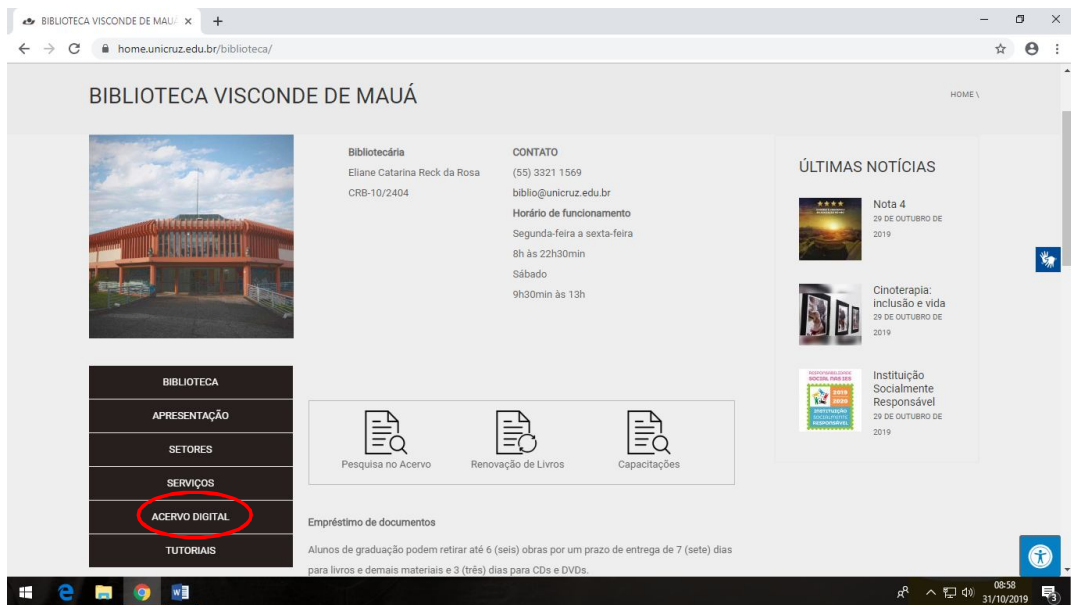 BIBLIOTECA VISCONDE DE MAU
home.unicruz.edu.br/biblioteca/
BIBLIOTECA VISCONDE DE MAUÁ
HOME \
Bibliotecária
Eliane Catarina Reck da Rosa
CRB-10/2404
CONTATO
(55) 3321 1569
biblio@unicruz.edu.br
Horário de funcionamento
Segunda-feira a sexta-feira
8h às 22h30min
Sábado
9h30min às 13h
ÚLTIMAS NOTÍCIAS
Nota 4
29 DE OUTUBRO DE
2019
Cinoterapia:
inclusão e vida
29 DE OUTUBRO DE
2019
Instituição
Socialmente
Responsável
29 DE OUTUBRO DE
2019
BIBLIOTECA
APRESENTAÇÃO
SETORES
SERVIÇOS
ACERVO DIGITAL
TUTORIAIS
Pesquisa no Acervo
Renovação de Livros
Capacitações
Empréstimo de documentos
Alunos de graduação podem retirar até 6 (seis) obras por um prazo de entrega de 7 (sete) dias
para livros e demais materiais e 3 (três) dias para CDs e DVDs.
08:58
31/10/2019